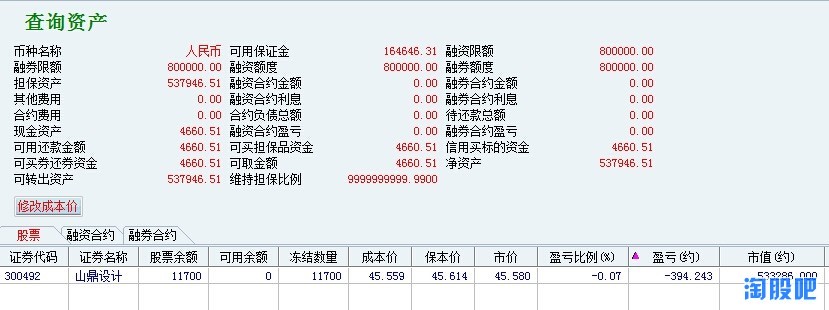 查询资产
币种名称 人民币 可用保证金 164646.31 融资限额 800000.00
融券限额 800000.00 融资额度 800000.00 融券额度 800000.00
担保资产 537946.51 融资合约金额 0.00 融券合约金额 0.00
其他费用 0.00 融资合约利息 0.00 融券合约利息 0.00
合约费用 0.00 合约负债总额 0.00 待还款总额 0.00
现金资产 4660.51 融资合约盈亏 0.00 融券合约盈亏 0.00
可用还款金额 4660.51 可买担保品资金 4660.51 信用买标的资金 4660.51
可买券还券资金 4660.51 可取金额 4660.51 净资产 537946.51
可转出资产 537946.51 维持担保比例 9999999999.9900
修改成本价
股票 融资合约 融券合约
证券代码 证券名称 股票余额 可用余额 冻结数量 成本价 保本价 市价 盈亏比例(%) 盈亏(约) 市值(约)
300492 山鼎设计 11700 0 11700 45.559 45.614 45.580 -0.07 -394.243 533286.000
淘股吧